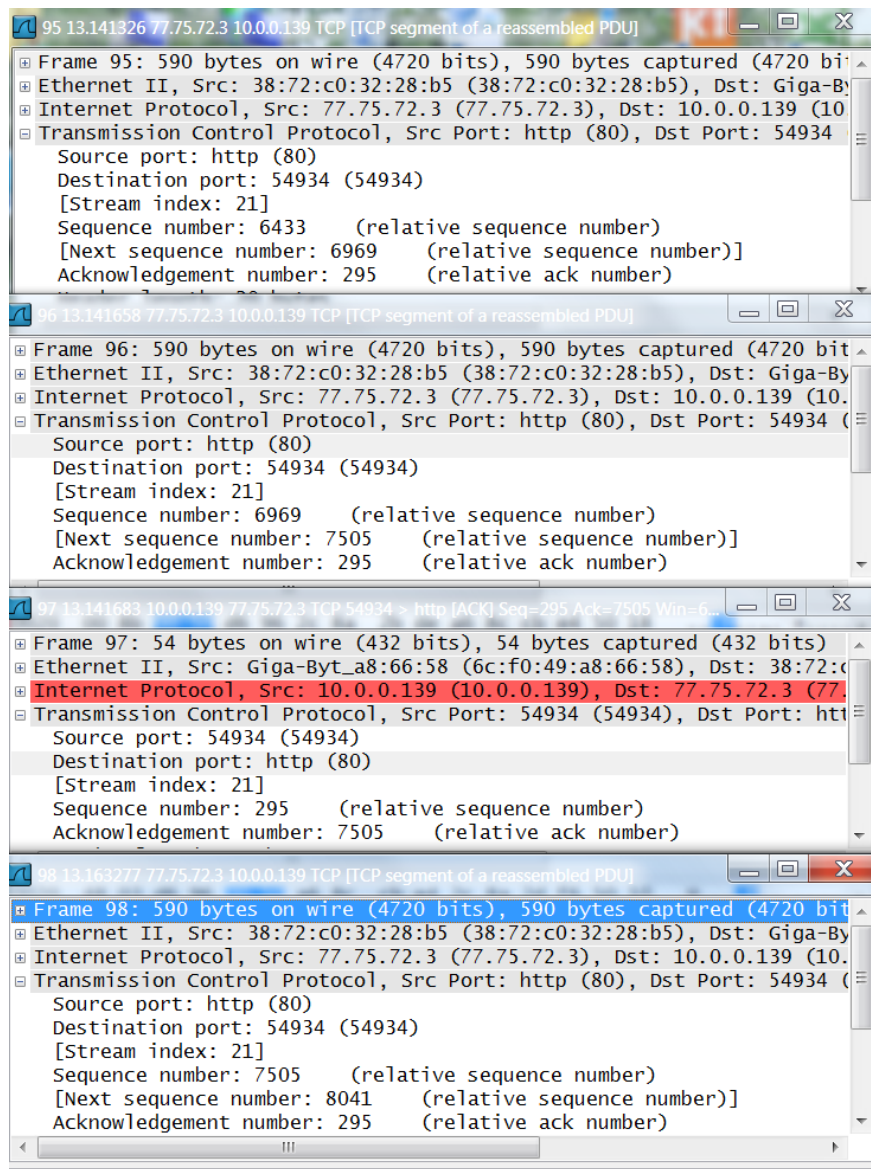 95 13.141326 77.75.72.3 10.0.0.139 TCP [TCP segment of a reassembled PDU]
Frame 95: 590 bytes on wire (4720 bits), 590 bytes captured (4720 bi
Ethernet II, Src: 38:72:c0:32:28:b5 (38:72:c0:32:28:b5), Dst: Giga-By
Internet Protocol, Src: 77.75.72.3 (77.75.72.3), Dst: 10.0.0.139 (10.
Transmission Control Protocol, Src Port: http (80), Dst Port: 54934
Source port: http (80)
Destination port: 54934 (54934)
[Stream index: 21]
Sequence number: 6433 (relative sequence number)
[Next sequence number: 6969 (relative sequence number)]
Acknowledgement number: 295 (relative ack number)
96 13.141658 77.75.72.3 10.0.0.139 TCP [TCP segment of a reassembled PDU]
Frame 96: 590 bytes on wire (4720 bits), 590 bytes captured (4720 bit
Ethernet II, Src: 38:72:c0:32:28:b5 (38:72:c0:32:28:b5), Dst: Giga-By
Internet Protocol, Src: 77.75.72.3 (77.75.72.3), Dst: 10.0.0.139 (10.
Transmission Control Protocol, Src Port: http (80), Dst Port: 54934 (
Source port: http (80)
Destination port: 54934 (54934)
[Stream index: 21]
Sequence number: 6969 (relative sequence number)
[Next sequence number: 7505 (relative sequence number)]
Acknowledgement number: 295 (relative ack number)
97 13.141683 10.0.0.139 77.75.72.3 TCP 54934 > http [ACK] Seq=295 Ack=7505 Win=6...
Frame 97: 54 bytes on wire (432 bits), 54 bytes captured (432 bits)
Ethernet II, Src: Giga-Byt_a8:66:58 (6c:f0:49:a8:66:58), Dst: 38:72:c
Internet Protocol, Src: 10.0.0.139 (10.0.0.139), Dst: 77.75.72.3 (77.
Transmission Control Protocol, Src Port: 54934 (54934), Dst Port: htt
Source port: 54934 (54934)
Destination port: http (80)
[Stream index: 21]
Sequence number: 295 (relative sequence number)
Acknowledgement number: 7505 (relative ack number)
98 13.163277 77.75.72.3 10.0.0.139 TCP [TCP segment of a reassembled PDU]
Frame 98: 590 bytes on wire (4720 bits), 590 bytes captured (4720 bit
Ethernet II, Src: 38:72:c0:32:28:b5 (38:72:c0:32:28:b5), Dst: Giga-By
Internet Protocol, Src: 77.75.72.3 (77.75.72.3), Dst: 10.0.0.139 (10.
Transmission Control Protocol, Src Port: http (80), Dst Port: 54934 (
Source port: http (80)
Destination port: 54934 (54934)
[Stream index: 21]
Sequence number: 7505 (relative sequence number)
[Next sequence number: 8041 (relative sequence number)]
Acknowledgement number: 295 (relative ack number)